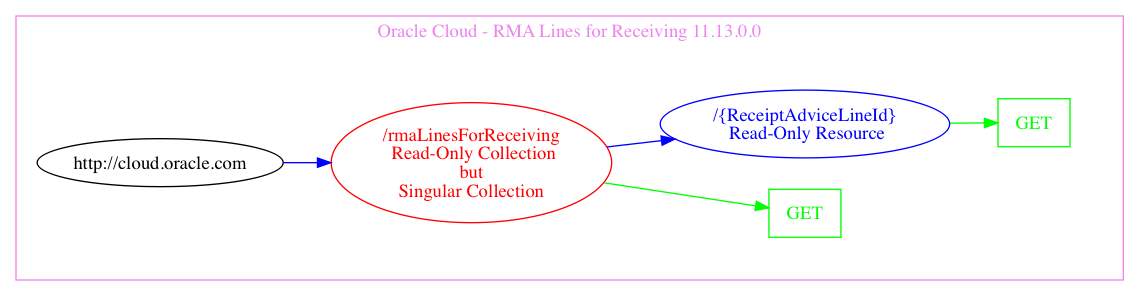 Oracle Cloud - RMA Lines for Receiving 11.13.0.0
http://cloud.oracle.com
/rmaLinesForReceiving
Read-Only Collection
but
Singular Collection
/{ReceiptAdviceLineId}
Read-Only Resource
GET
GET